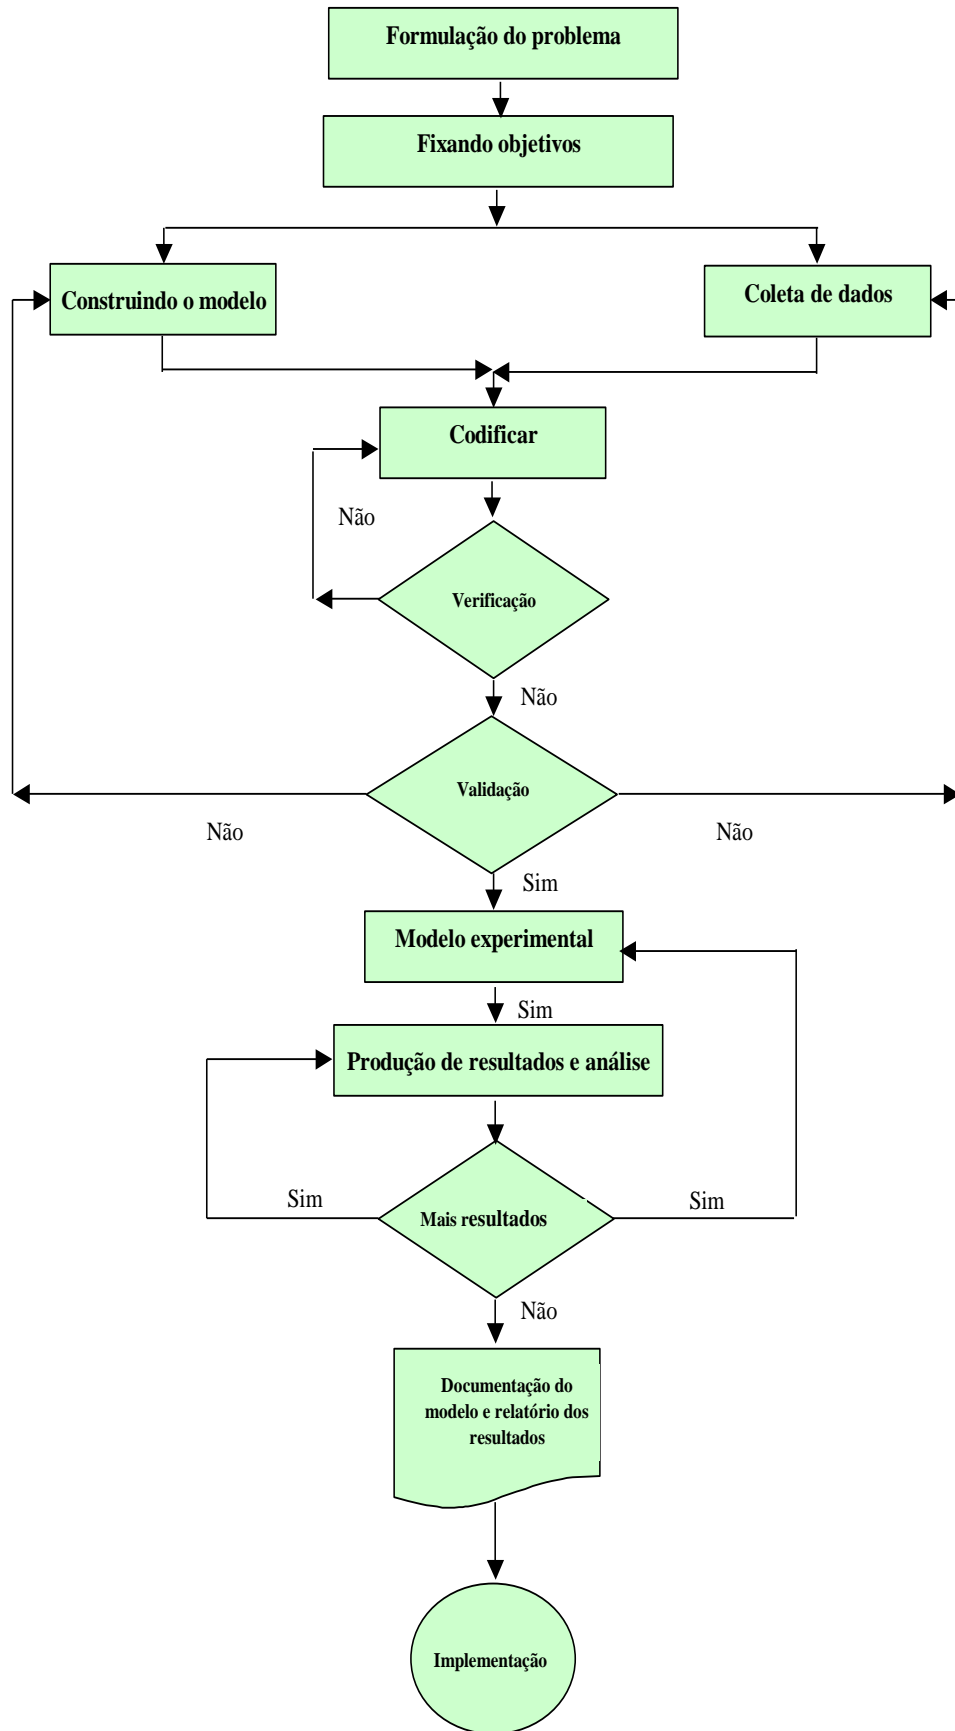 Formulação do problema
Fixando objetivos
Construindo o modelo
Coleta de dados
Codificar
Não
Verificação
Não
Validação
Não
Não
Sim
Modelo experimental
Sim
Produção de resultados e análise
Sim
Mais resultados
Sim
Não
Documentação do
modelo e relatório dos
resultados
Implementação